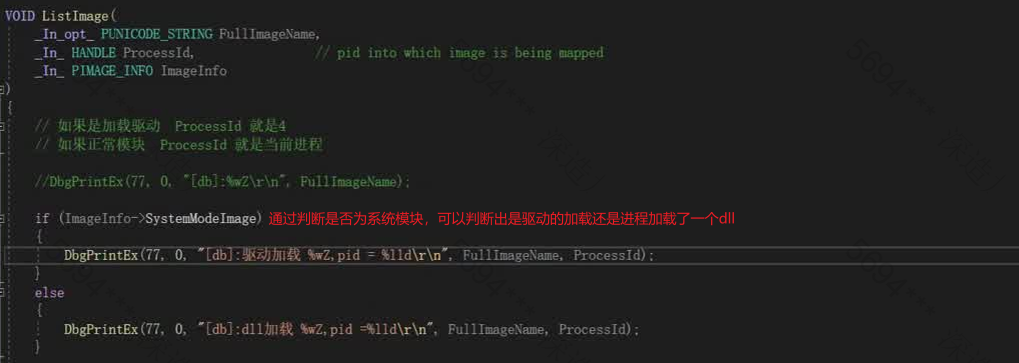 VOID ListImage(
_In_opt_ PUNICODE_STRING FullImageName,
_In_ HANDLE ProcessId, // pid into which image is being mapped
_In_ PIMAGE_INFO ImageInfo
)
{
// 如果是加载驱动 ProcessId 就是4
// 如果正常模块 ProcessId 就是当前进程
//DbgPrintEx(77, 0, "[db]:%wZ\r\n", FullImageName);
if (ImageInfo->SystemModeImage) 通过判断是否为系统模块，可以判断出是驱动的加载还是进程加载了一个dll
{
DbgPrintEx(77, 0, "[db]:驱动加载 %wZ,pid = %lld\r\n", FullImageName, ProcessId);
}
else
{
DbgPrintEx(77, 0, "[db]:dll加载 %wZ,pid =%lld\r\n", FullImageName, ProcessId);
}